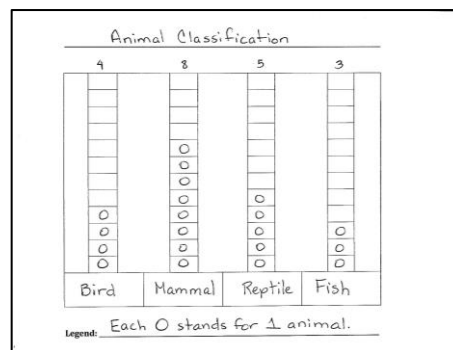 Animal Classification
4 8 5 3
O
O
O
O O
O O O
O O O O
O O O O
O O O O
Bird Mammal Reptile Fish
Legend: Each O stands for 1 animal.